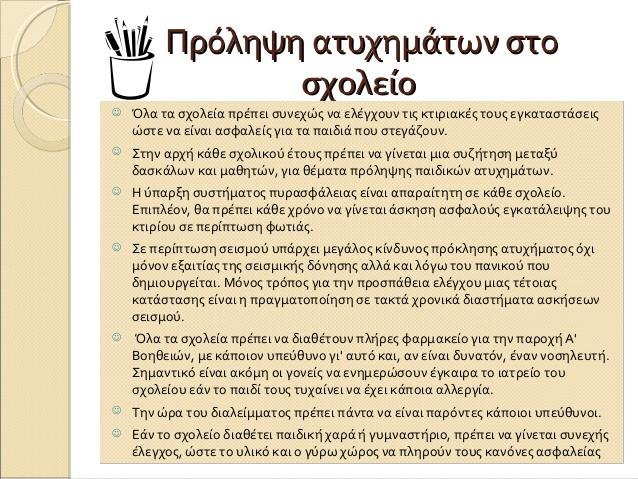 Πρόληψη ατυχημάτων στο
σχολείο
Όλα τα σχολεία πρέπει συνεχώς να ελέγχουν τις κτιριακές τους εγκαταστάσεις
ώστε να είναι ασφαλείς για τα παιδιά που στεγάζουν.
Στην αρχή κάθε σχολικού έτους πρέπει να γίνεται μια συζήτηση μεταξύ
δασκάλων και μαθητών, για θέματα πρόληψης παιδικών ατυχημάτων.
Η ύπαρξη συστήματος πυρασφάλειας είναι απαραίτητη σε κάθε σχολείο.
Επιπλέον, θα πρέπει κάθε χρόνο να γίνεται άσκηση ασφαλούς εγκατάλειψης του
κτιρίου σε περίπτωση φωτιάς.
Σε περίπτωση σεισμού υπάρχει μεγάλος κίνδυνος πρόκλησης ατυχήματος όχι
μόνον εξαιτίας της σεισμικής δόνησης αλλά και λόγω του πανικού που
δημιουργείται. Μόνος τρόπος για την προσπάθεια ελέγχου μιας τέτοιας
κατάστασης είναι η πραγματοποίηση σε τακτά χρονικά διαστήματα ασκήσεων
σεισμού.
Όλα τα σχολεία πρέπει να διαθέτουν πλήρες φαρμακείο για την παροχή Α'
Βοηθειών, με κάποιον υπεύθυνο γι' αυτό και, αν είναι δυνατόν, έναν νοσηλευτή.
Σημαντικό είναι ακόμη οι γονείς να ενημερώσουν έγκαιρα το ιατρείο του
σχολείου εάν το παιδί τους τυχαίνει να έχει κάποια αλλεργία.
Την ώρα του διαλείμματος πρέπει πάντα να είναι παρόντες κάποιοι υπεύθυνοι.
Εάν το σχολείο διαθέτει παιδική χαρά ή γυμναστήριο, πρέπει να γίνεται συνεχής
έλεγχος, ώστε το υλικό και ο γύρω χώρος να πληρούν τους κανόνες ασφαλείας